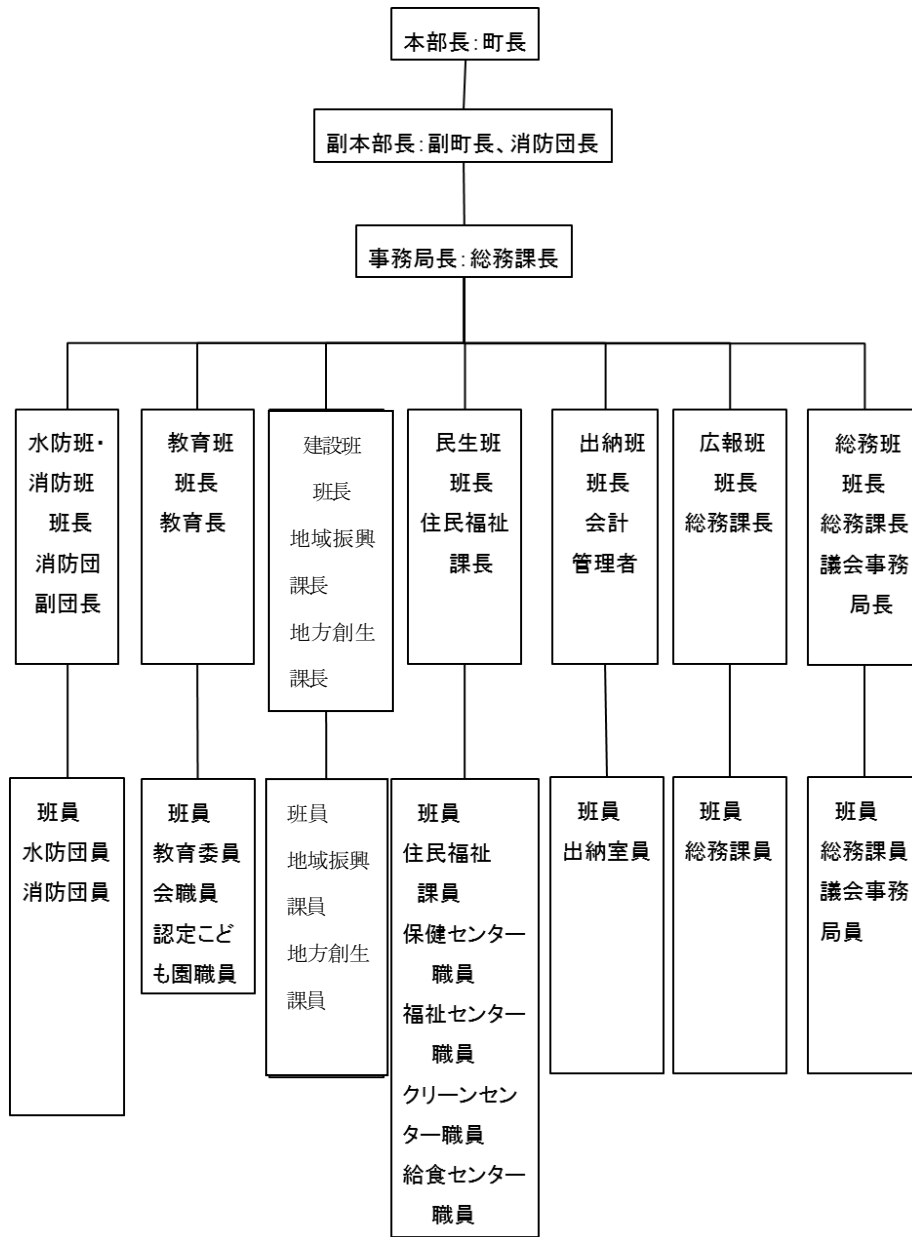 本部長：町長
副本部長：副町長、消防団長
事務局長：総務課長
水防班・
消防班
班長
消防団
副団長
教育班
班長
教育長
建設班
班長
地域振興
課長
地方創生
課長
民生班
班長
住民福祉
課長
出納班
班長
会計
管理者
広報班
班長
総務課長
総務班
班長
総務課長
議会事務
局長
班員
水防団員
消防団員
班員
教育委員
会職員
認定こど
も園職員
班員
地域振興
課員
地方創生
課員
班員
住民福祉
課員
保健センター
職員
福祉センター
職員
クリーンセン
ター職員
給食センター
職員
班員
出納室員
班員
総務課員
班員
総務課員
議会事務
局員